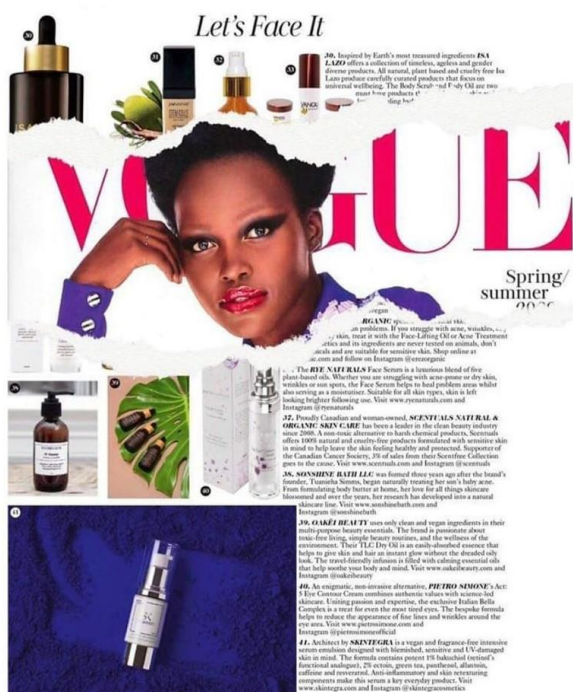 Let's Face It
30. Inspired by Earth's most treasured ingredients ISA
LAZO offers a collection of timeless, ageless and gender
diverse products. All natural, plant based and cruelty free Isa
Lazo produce carefully curated products that focus on
universal wellbeing. The Body Scrub and Body Oil are two
must have products
30
31
32
33
VOGUE
Spring/
summer
vegan
RGANIC
problems. If you struggle with acne, wrinkles,
skin, treat it with the Face-Lifting Oil or Acne Treatment
and its ingredients are never tested on animals, don't
and are suitable for sensitive skin. Shop online at
.com and follow on Instagram @ereaorganic
The RYE NATURALS Face Serum is a luxurious blend of five
plant-based oils. Whether you are struggling with acne-prone or dry skin,
wrinkles or sun spots, the Face Serum helps to heal problem areas whilst
also serving as a moisturiser. Suitable for all skin types, skin is left
looking brighter following use. Visit www.ryenaturals.com and
Instagram @ryenaturals
37. Proudly Canadian and woman-owned, SCENTUALS NATURAL &
ORGANIC SKIN CARE has been a leader in the clean beauty industry
since 2000. A non-toxic alternative to harsh chemical products, Scentuals
offers 100% natural and cruelty-free products formulated with sensitive skin
in mind to help leave the skin feeling healthy and protected. Supporter of
the Canadian Cancer Society, 3% of sales from their Scentfree Collection
goes to the cause. Visit www.scentuals.com and Instagram @scentuals
38. SONSHINE BATH LLC was formed three years ago after the brand's
founder, Tuanieha Simms, began naturally treating her son's baby acne.
From formulating body butter at home, her love for all things skincare
blossomed and over the years, her research has developed into a natural
skincare line. Visit www.sonshinebath.com and
Instagram @sonshinebath
39. OAKĒI BEAUTY uses only clean and vegan ingredients in their
multi-purpose beauty essentials. The brand is passionate about
toxic-free living, simple beauty routines, and the wellness of the
environment. Their TLC Dry Oil is an easily-absorbed essence that
helps to give skin and hair an instant glow without the dreaded oily
look. The travel-friendly infusion is filled with calming essential oils
that help soothe your body and mind. Visit www.oakeibeauty.com and
Instagram @oakeibeauty
40. An enigmatic, non-invasive alternative, PIETRO SIMONE's Act:
5 Eye Contour Cream combines authentic values with science-led
skincare. Uniting passion and expertise, the exclusive Italian Bella
Complex is a treat for even the most tired eyes. The bespoke formula
helps to reduce the appearance of fine lines and wrinkles around the
eye area. Visit www.pietrosimone.com and
Instagram @pietrosimoneofficial
41. Architect by SKINTEGRA is a vegan and fragrance-free intensive
serum emulsion designed with blemished, sensitive and UV-damaged
skin in mind. The formula contains potent 1% bakuchiol (retinol's
functional analogue), 2% ectoin, green tea, panthenol, allantoin,
caffeine and resveratrol. Anti-inflammatory and skin retexturing
components make this serum a key everyday product. Visit
www.skintegra.com and Instagram @skintegracosmetics
38
39
40
41